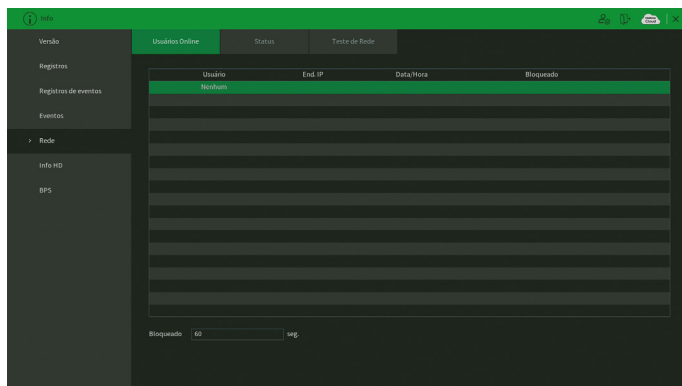 Info
Versão
Registros
Registros de eventos
Eventos
> Rede
Info HD
BPS
Usuários Online Status Teste de Rede
Usuário End. IP Data/Hora Bloqueado
Nenhum
Bloqueado 60 seg.